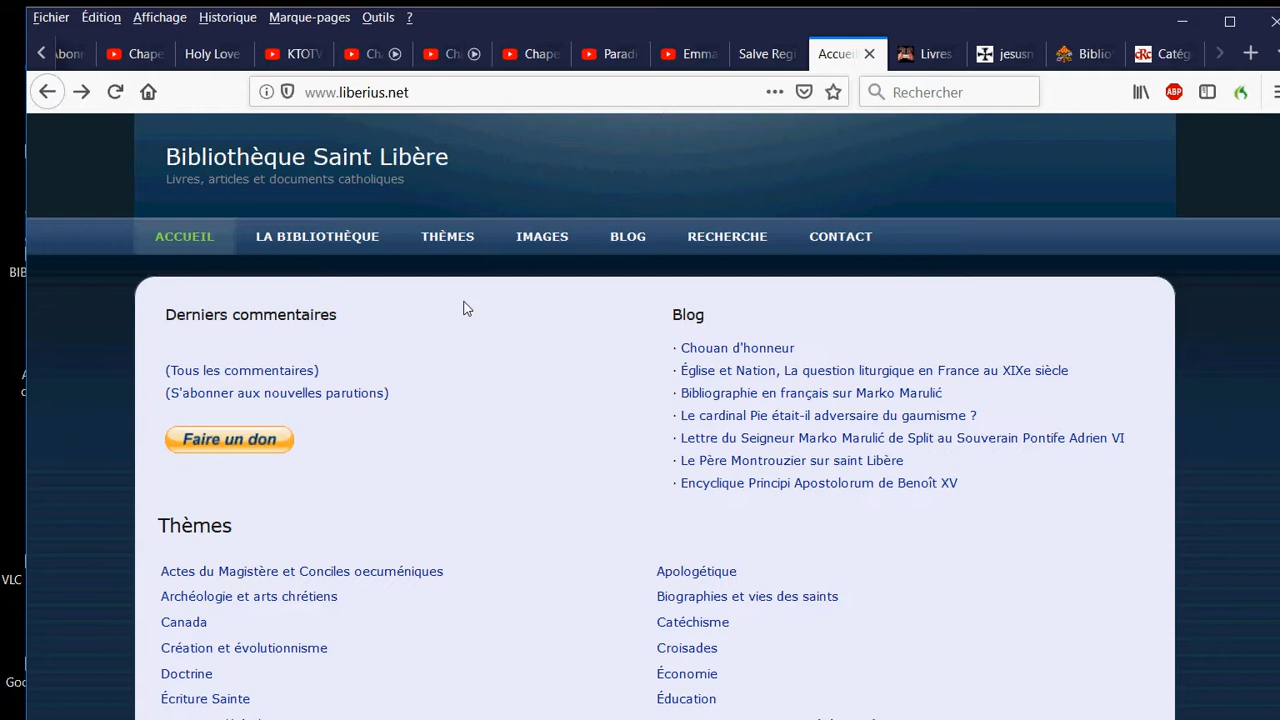 Fichier Édition Affichage Historique Marque-pages Outils ?
Chape Holy Love KTOTV Cha Cha Chape Paradi Emma Salve Regi Accueil Livres jesusm Biblio Catég
www.liberius.net Rechercher
Bibliothèque Saint Libère
Livres, articles et documents catholiques
ACCUEIL LA BIBLIOTHÈQUE THÈMES IMAGES BLOG RECHERCHE CONTACT
Derniers commentaires
(Tous les commentaires)
(S'abonner aux nouvelles parutions)
Faire un don
Blog
· Chouan d'honneur
· Église et Nation, La question liturgique en France au XIXe siècle
· Bibliographie en français sur Marko Marulić
· Le cardinal Pie était-il adversaire du gaumisme ?
· Lettre du Seigneur Marko Marulić de Split au Souverain Pontife Adrien VI
· Le Père Montrouzier sur saint Libère
· Encyclique Principi Apostolorum de Benoît XV
Thèmes
Actes du Magistère et Conciles oecuméniques
Archéologie et arts chrétiens
Canada
Création et évolutionnisme
Doctrine
Écriture Sainte
Apologétique
Biographies et vies des saints
Catéchisme
Croisades
Économie
Éducation
BIB
VLC
Goo